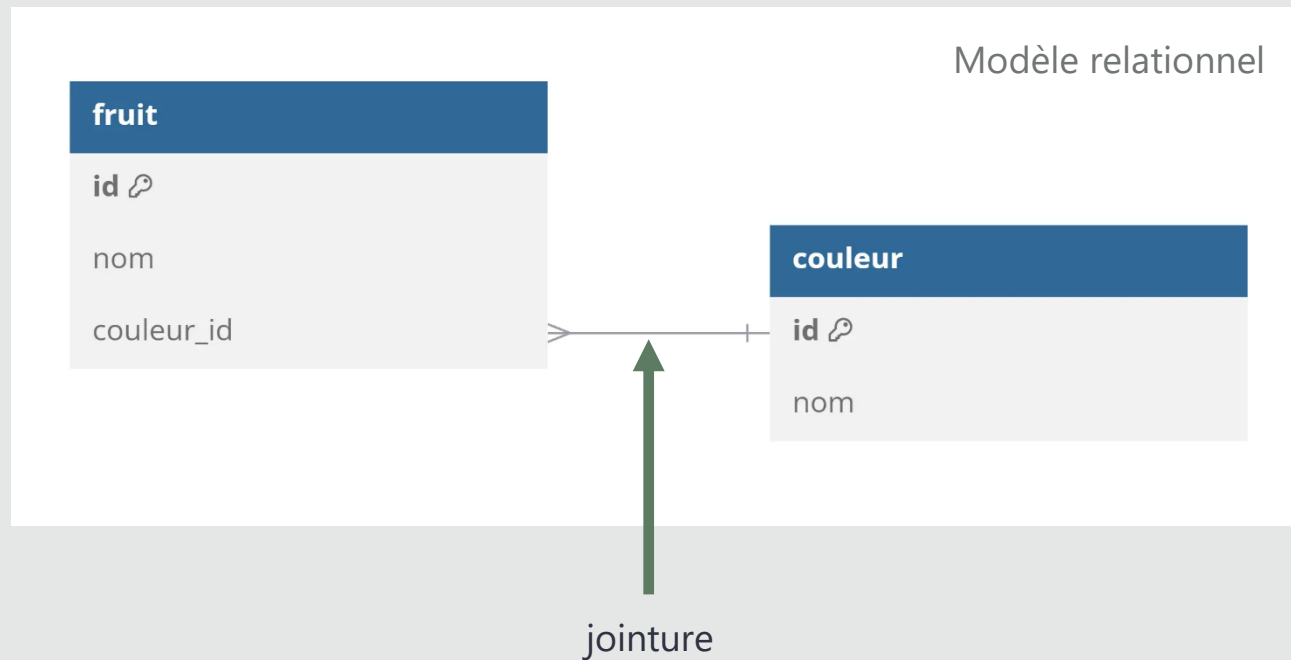 Modèle relationnel
fruit
id
nom
couleur_id
couleur
id
nom
jointure